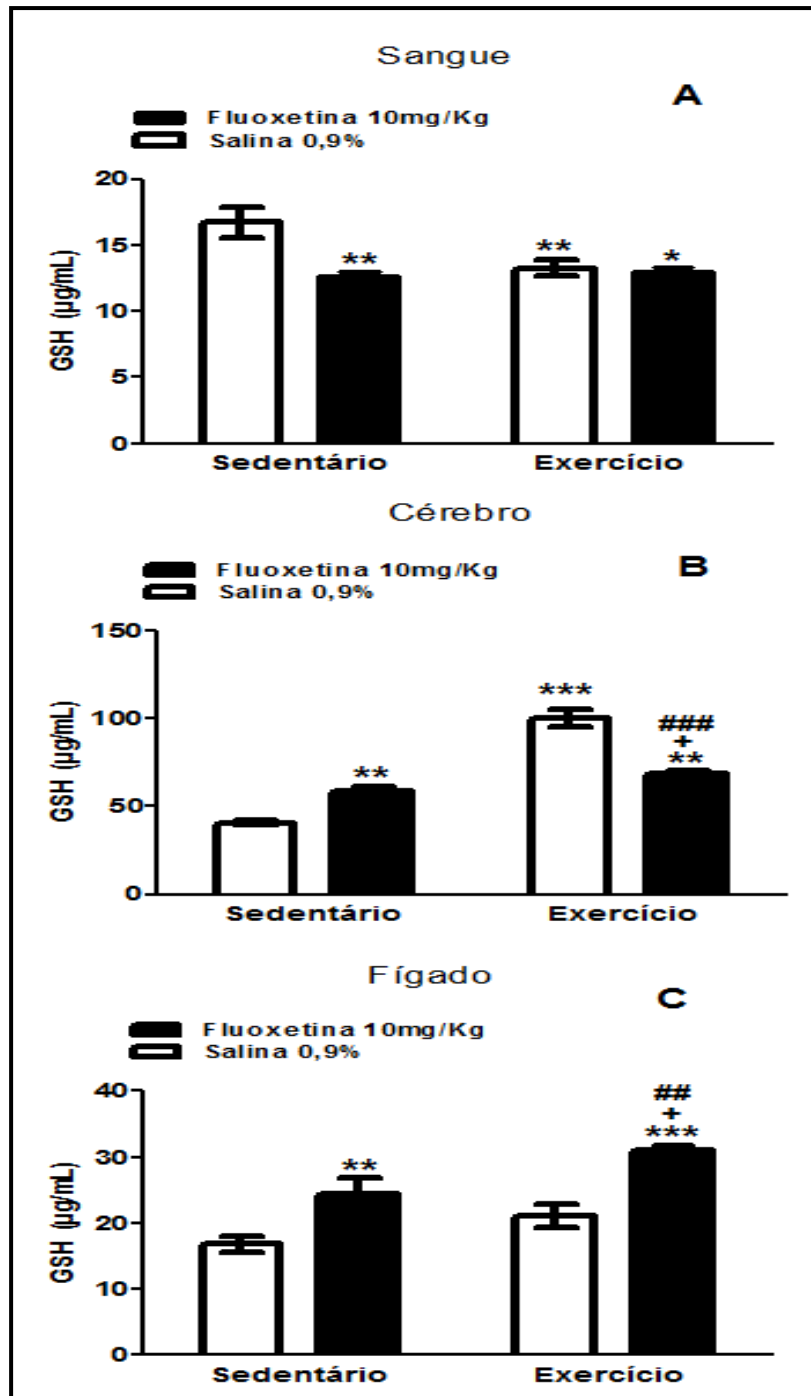 Sangue
A
Fluoxetina 10mg/Kg
Salina 0,9%
20
15
10
5
0
GSH (µg/mL)
**
**
*
Sedentário
Exercício
Cérebro
B
Fluoxetina 10mg/Kg
Salina 0,9%
150
100
50
0
GSH (µg/mL)
**
***
###
+
**
Sedentário
Exercício
Fígado
C
Fluoxetina 10mg/Kg
Salina 0,9%
40
30
20
10
0
GSH (µg/mL)
**
##
+
***
Sedentário
Exercício